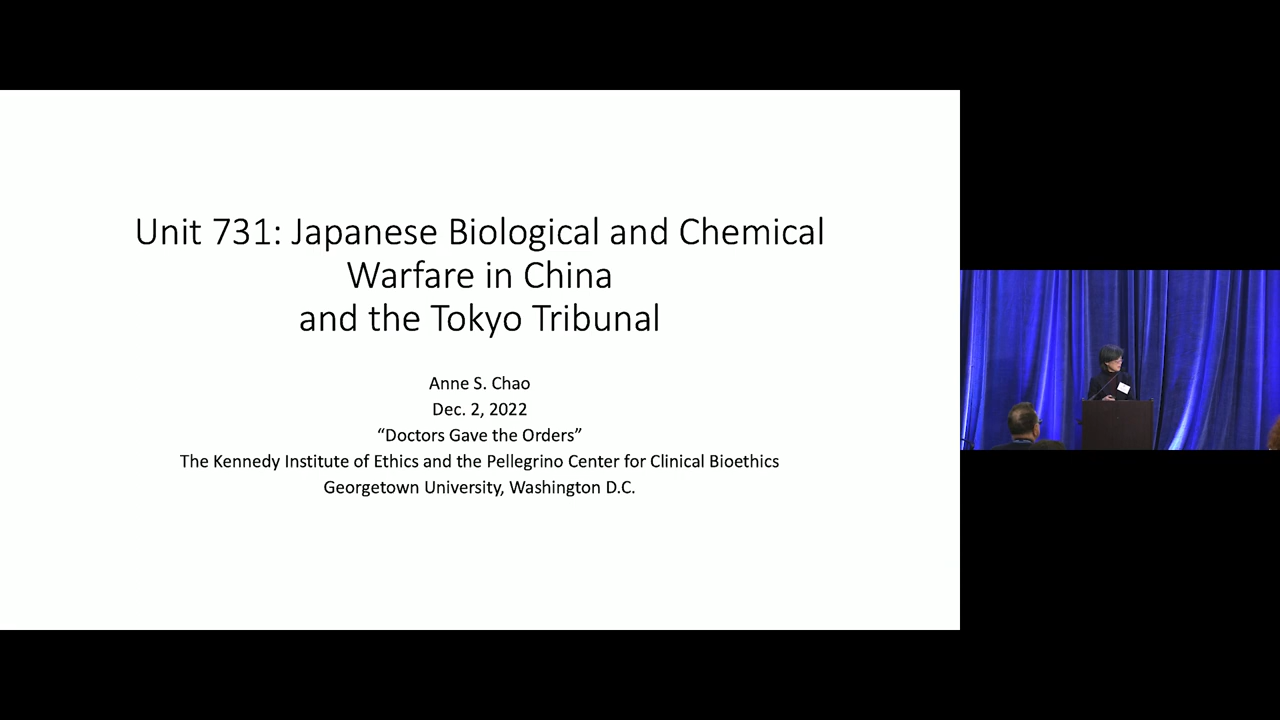 Unit 731: Japanese Biological and Chemical
Warfare in China
and the Tokyo Tribunal
Anne S. Chao
Dec. 2, 2022
“Doctors Gave the Orders”
The Kennedy Institute of Ethics and the Pellegrino Center for Clinical Bioethics
Georgetown University, Washington D.C.